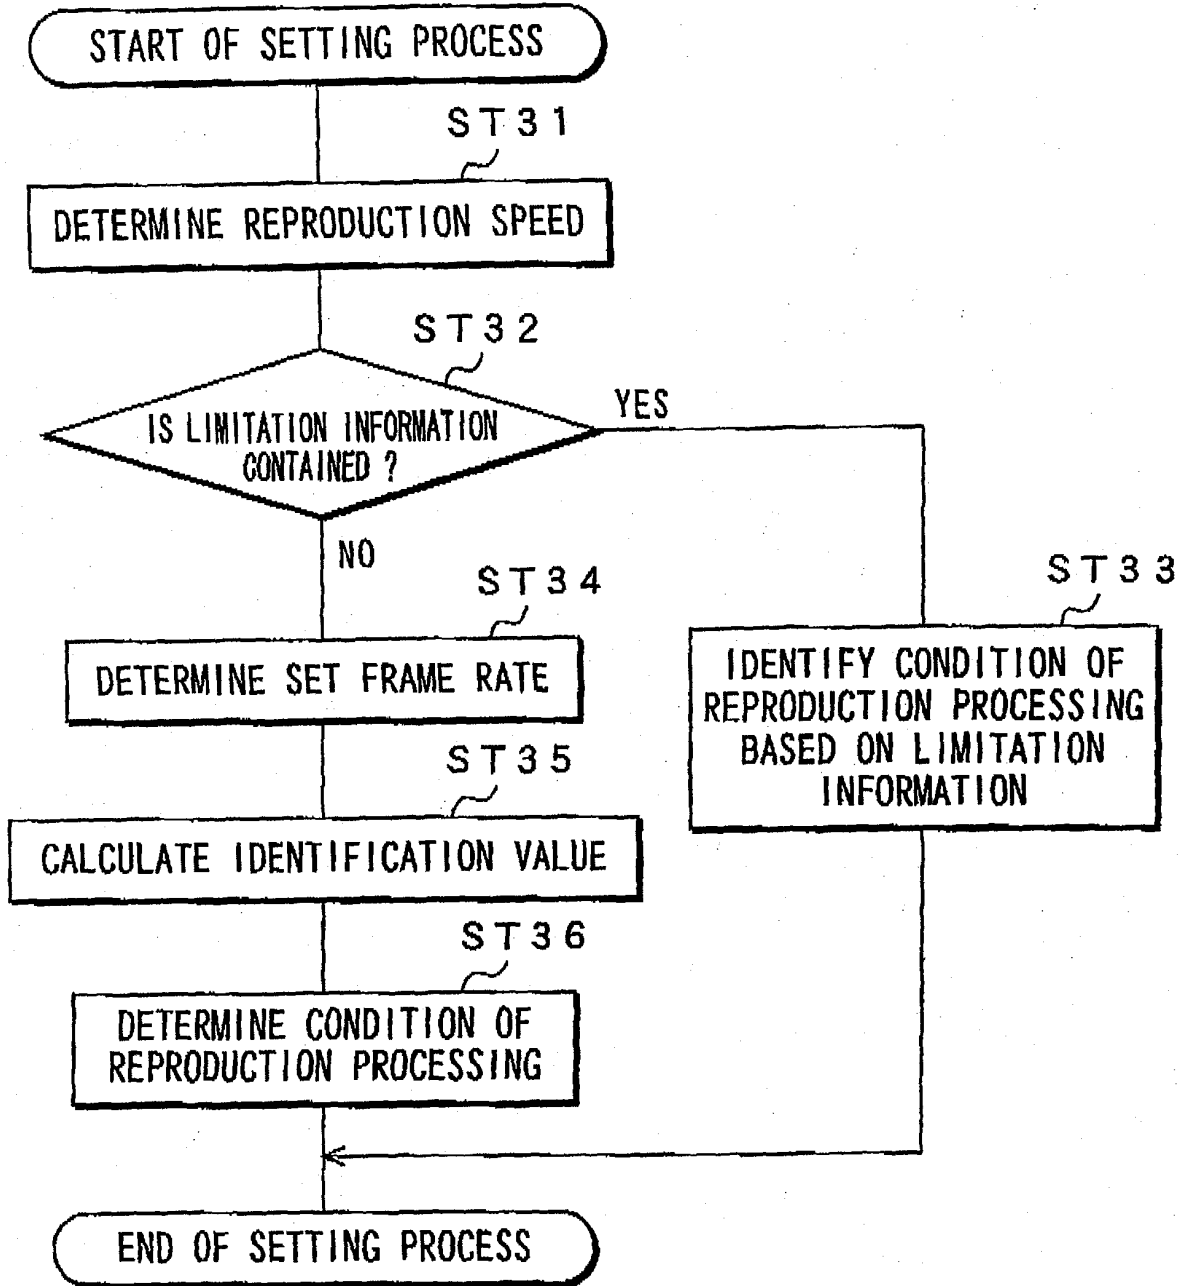 START OF SETTING PROCESS
ST31
DETERMINE REPRODUCTION SPEED
ST32
IS LIMITATION INFORMATION
CONTAINED ?
YES
NO
ST34
DETERMINE SET FRAME RATE
ST33
IDENTIFY CONDITION OF
REPRODUCTION PROCESSING
BASED ON LIMITATION
INFORMATION
ST35
CALCULATE IDENTIFICATION VALUE
ST36
DETERMINE CONDITION OF
REPRODUCTION PROCESSING
END OF SETTING PROCESS